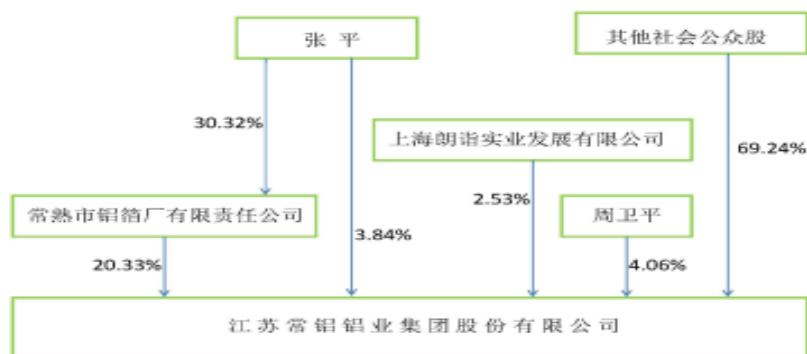 张 平
其他社会公众股
30.32%
上海朗诣实业发展有限公司
69.24%
常熟市铝箔厂有限责任公司
3.84%
2.53%
周卫平
20.33%
4.06%
江苏常铝铝业集团股份有限公司